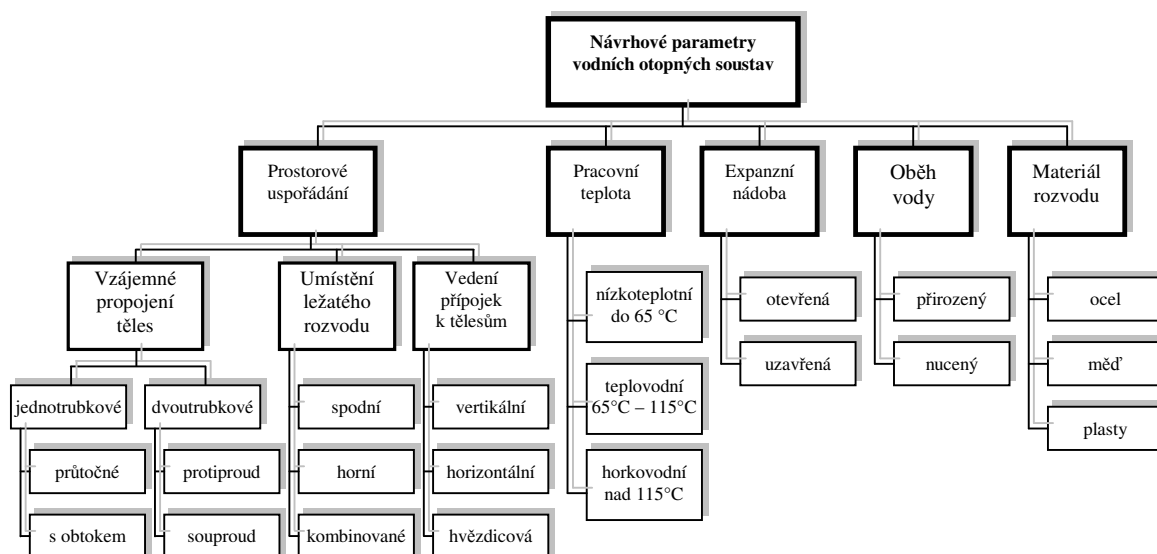 Návrhové parametry
vodních otopných soustav
Prostorové
uspořádání
Pracovní
teplota
Expanzní
nádoba
Oběh
vody
Materiál
rozvodu
Vzájemné
propojení
těles
Umístění
ležatého
rozvodu
Vedení
přípojek
k tělesům
jednotrubkové
průtočné
s obtokem
dvoutrubkové
protiproud
souproud
spodní
horní
kombinované
vertikální
horizontální
hvězdicová
nízkoteplotní
do 65 °C
teplovodní
65°C – 115°C
horkovodní
nad 115°C
otevřená
uzavřená
přirozený
nucený
ocel
měď
plasty